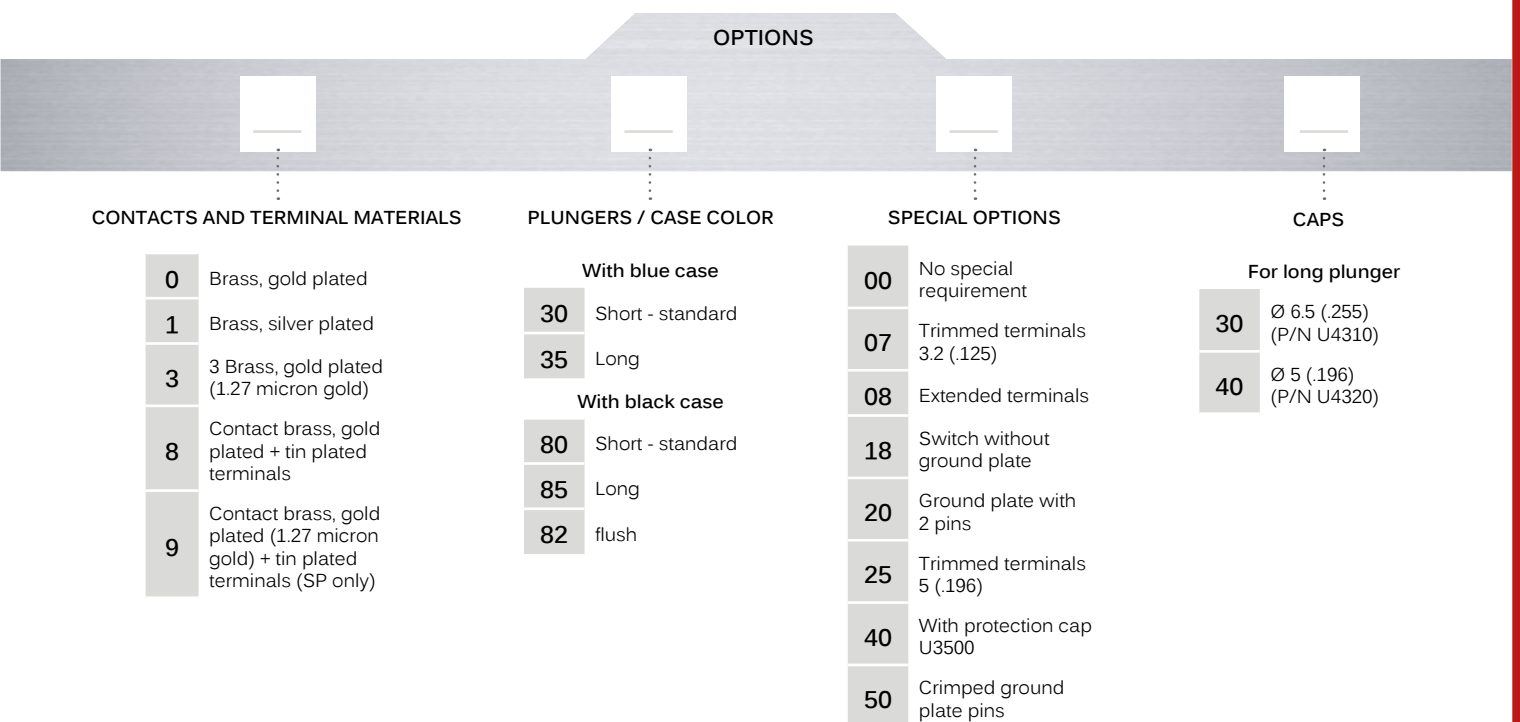 OPTIONS
CONTACTS AND TERMINAL MATERIALS
0 Brass, gold plated
1 Brass, silver plated
3 3 Brass, gold plated
(1.27 micron gold)
8 Contact brass, gold
plated + tin plated
terminals
9 Contact brass, gold
plated (1.27 micron
gold) + tin plated
terminals (SP only)
PLUNGERS / CASE COLOR
With blue case
30 Short - standard
35 Long
With black case
80 Short - standard
85 Long
82 flush
SPECIAL OPTIONS
00 No special
requirement
07 Trimmed terminals
3.2 (.125)
08 Extended terminals
18 Switch without
ground plate
20 Ground plate with
2 pins
25 Trimmed terminals
5 (.196)
40 With protection cap
U3500
50 Crimped ground
plate pins
CAPS
For long plunger
30 Ø 6.5 (.255)
(P/N U4310)
40 Ø 5 (.196)
(P/N U4320)